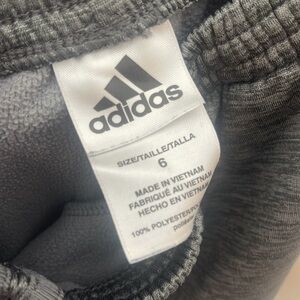 adidas
SIZE/TAILLE/TALLA
6
MADE IN VIETNAM
FABRIQUÉ AU VIETNAM
HECHO EN VIETNAM
100% POLYESTER